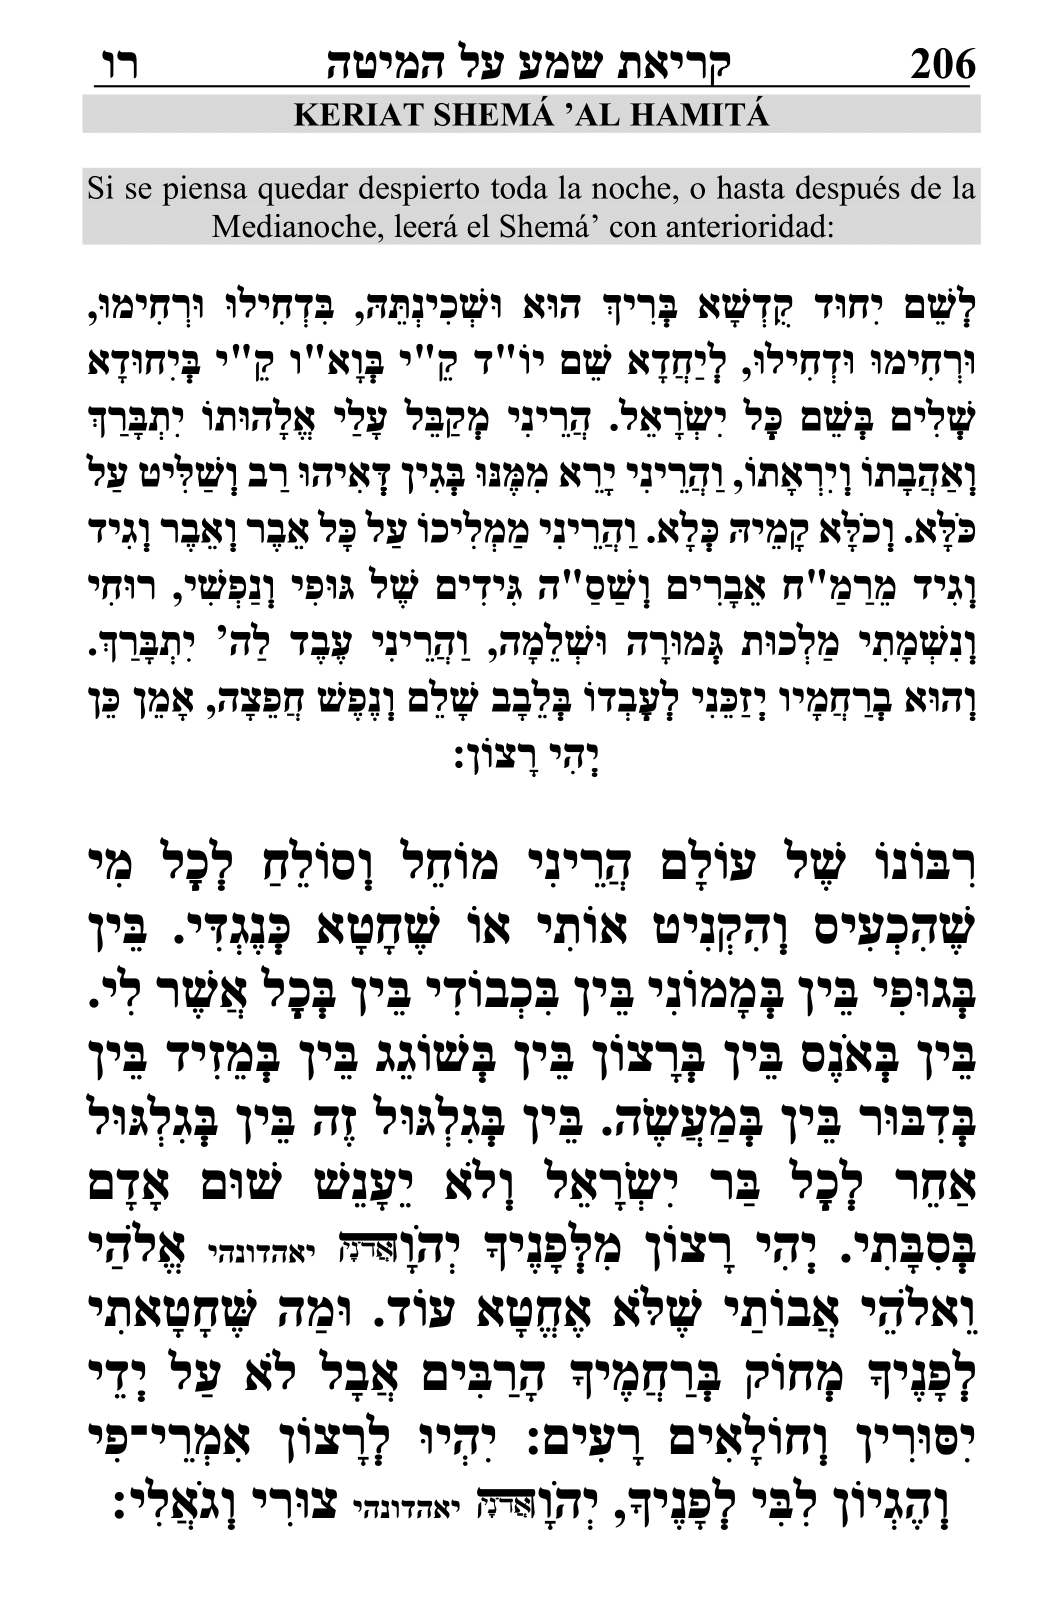 206 קריאת שמע על המיטה רו
KERIAT SHEMÁ ’AL HAMITÁ
Si se piensa quedar despierto toda la noche, o hasta después de la
Medianoche, leerá el Shemá’ con anterioridad:
לְשֵׁם יִחוּד קֻדְשָׁא בְּרִיךְ הוּא וּשְׁכִינְתֵּהּ, בִּדְחִילוּ וּרְחִימוּ,
וּרְחִימוּ וּדְחִילוּ, לְיַחֲדָא שֵׁם יוֹ"ד קֵ"י בְּוָא"ו קֵ"י בְּיִחוּדָא
שְׁלִים בְּשֵׁם כָּל יִשְׂרָאֵל. הֲרֵינִי מְקַבֵּל עָלַי אֱלָהוּתוֹ יִתְבָּרַךְ
וְאַהֲבָתוֹ וְיִרְאָתוֹ, וַהֲרֵינִי יָרֵא מִמֶּנּוּ בְּגִין דְּאִיהוּ רַב וְשַׁלִּיט עַל
כֹּלָּא. וְכֹלָּא קָמֵיהּ כְּלָא. וַהֲרֵינִי מַמְלִיכוֹ עַל כָּל אֵבֶר וְאֵבֶר וְגִיד
וְגִיד מֵרַמַ"ח אֵבָרִים וְשַׁסַ"ה גִּידִים שֶׁל גּוּפִי וְנַפְשִׁי, רוּחִי
וְנִשְׁמָתִי מַלְכוּת גְּמוּרָה וּשְׁלֵמָה, וַהֲרֵינִי עֶבֶד לַה' יִתְבָּרַךְ.
וְהוּא בְרַחֲמָיו יְזַכֵּנִי לְעָבְדוֹ בְּלֵבָב שָׁלֵם וְנֶפֶשׁ חֲפֵצָה, אָמֵן כֵּן
יְהִי רָצוֹן:
רִבּוֹנוֹ שֶׁל עוֹלָם הֲרֵינִי מוֹחֵל וְסוֹלֵחַ לְכָל מִי
שֶׁהִכְעִיס וְהִקְנִיט אוֹתִי אוֹ שֶׁחָטָא כְּנֶגְדִּי. בֵּין
בְּגוּפִי בֵּין בְּמָמוֹנִי בֵּין בִּכְבוֹדִי בֵּין בְּכָל אֲשֶׁר לִי.
בֵּין בְּאֹנֶס בֵּין בְּרָצוֹן בֵּין בְּשׁוֹגֵג בֵּין בְּמֵזִיד בֵּין
בְּדִבּוּר בֵּין בְּמַעֲשֶׂה. בֵּין בְּגִלְגּוּל זֶה בֵּין בְּגִלְגּוּל
אַחֵר לְכָל בַּר יִשְׂרָאֵל וְלֹא יֵעָנֵשׁ שׁוּם אָדָם
בְּסִבָּתִי. יְהִי רָצוֹן מִלְּפָנֶיךָ יְהֹוָהאֲדֹנָי יאהדונהי אֱלֹהַי
וֵאלֹהֵי אֲבוֹתַי שֶׁלֹּא אֶחֱטָא עוֹד. וּמַה שֶּׁחָטָאתִי
לְפָנֶיךָ מְחוֹק בְּרַחֲמֶיךָ הָרַבִּים אֲבָל לֹא עַל יְדֵי
יִסּוּרִין וְחוֹלָאִים רָעִים: יִהְיוּ לְרָצוֹן אִמְרֵי־פִי
וְהֶגְיוֹן לִבִּי לְפָנֶיךָ, יְהֹוָהאֲדֹנָי יאהדונהי צוּרִי וְגֹאֲלִי: